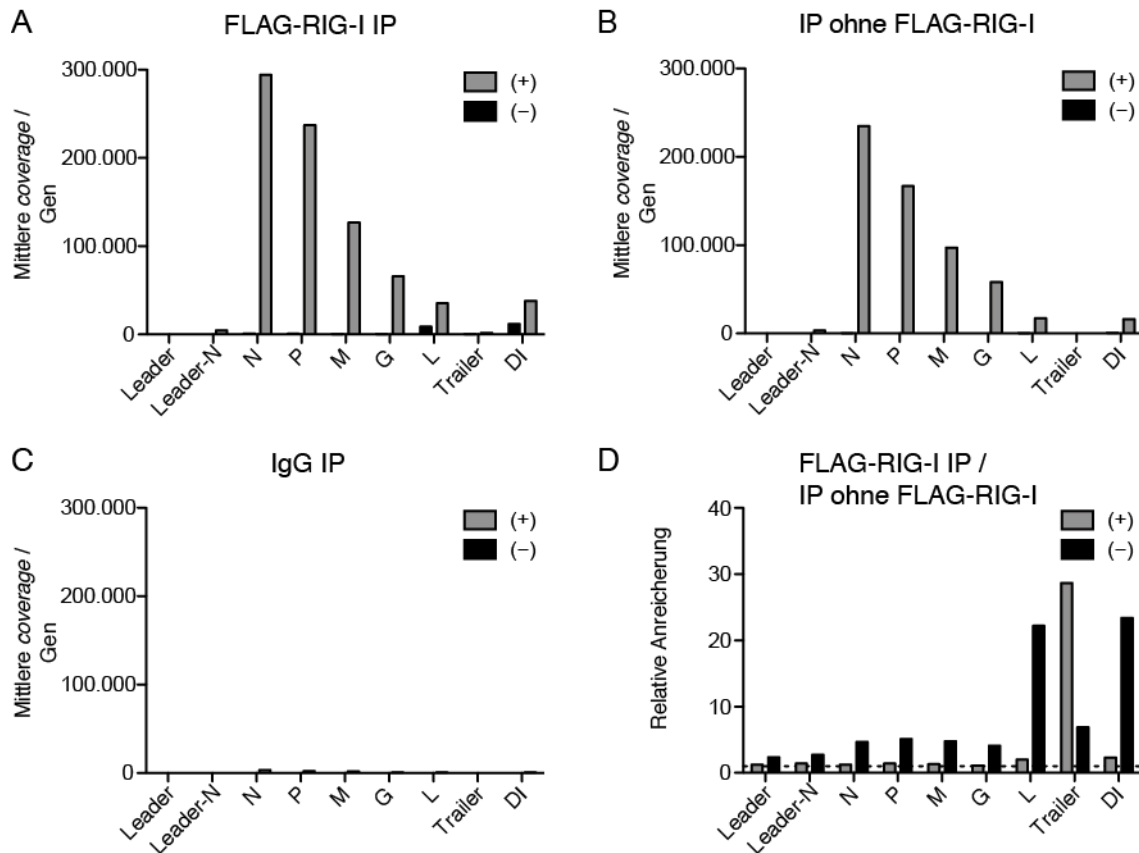 A
FLAG-RIG-I IP
Mittlere coverage /
Gen
300.000
200.000
100.000
0
(+)
(−)
Leader
Leader-N
N
P
M
G
L
Trailer
DI
B
IP ohne FLAG-RIG-I
Mittlere coverage /
Gen
300.000
200.000
100.000
0
(+)
(−)
Leader
Leader-N
N
P
M
G
L
Trailer
DI
C
IgG IP
Mittlere coverage /
Gen
300.000
200.000
100.000
0
(+)
(−)
Leader
Leader-N
N
P
M
G
L
Trailer
DI
D
FLAG-RIG-I IP /
IP ohne FLAG-RIG-I
Relative Anreicherung
40
30
20
10
0
(+)
(−)
Leader
Leader-N
N
P
M
G
L
Trailer
DI